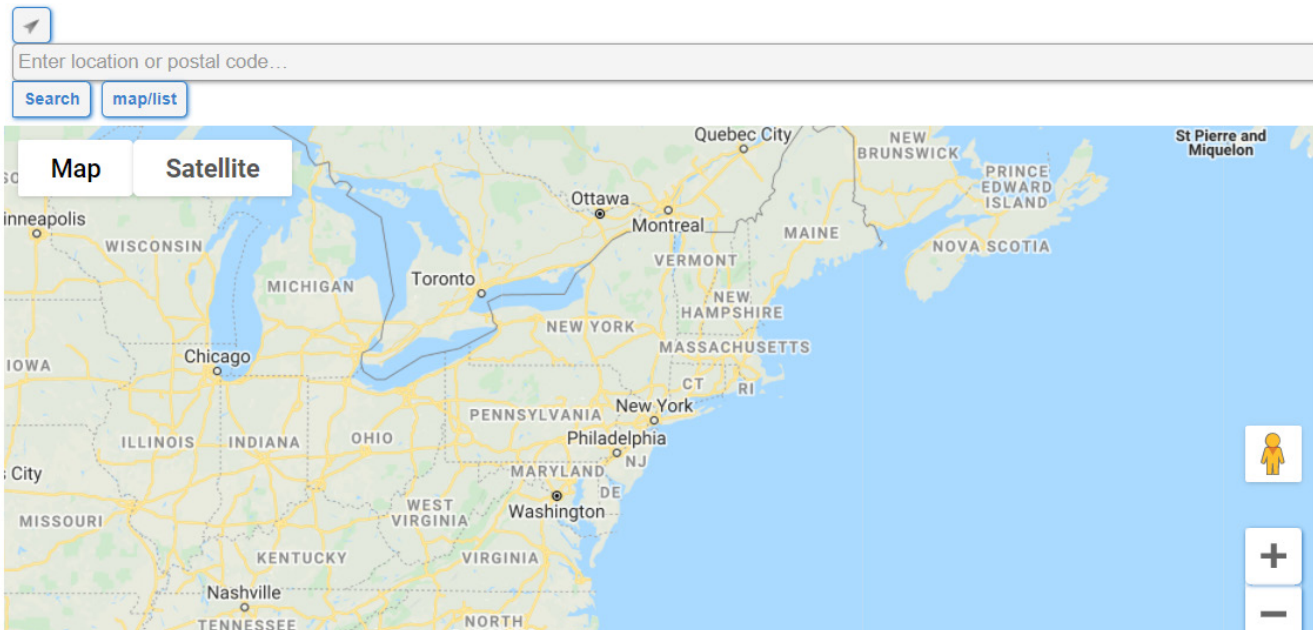 Enter location or postal code...
Search
map/list
Map
Satellite
Quebec City
NEW
BRUNSWICK
St Pierre and
Miquelon
PRINCE
EDWARD
ISLAND
Ottawa
Montreal
MAINE
NOVA SCOTIA
WISCONSIN
VERMONT
MICHIGAN
Toronto
NEW
HAMPSHIRE
NEW YORK
MASSACHUSETTS
IOWA
Chicago
CT
RI
PENNSYLVANIA
New York
ILLINOIS
INDIANA
OHIO
Philadelphia
NJ
City
MARYLAND
DE
Washington
MISSOURI
WEST
VIRGINIA
KENTUCKY
VIRGINIA
Nashville
TENNESSEE
NORTH